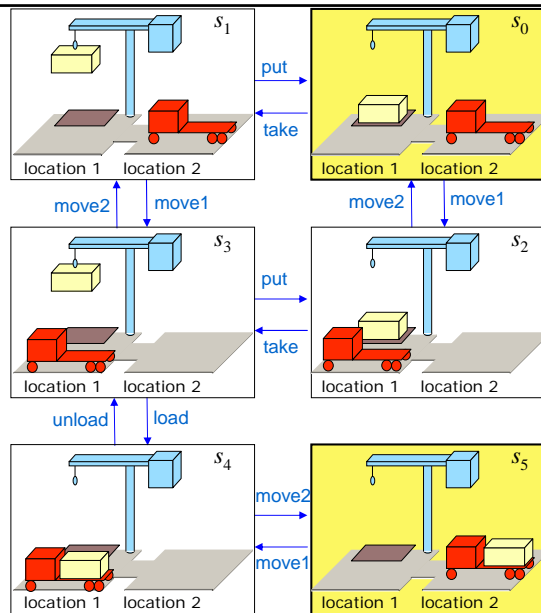 s1
s0
put
take
location 1 location 2
location 1 location 2
move2
move1
move2
move1
s3
s2
put
take
location 1 location 2
location 1 location 2
unload
load
s4
s5
move2
move1
location 1 location 2
location 1 location 2